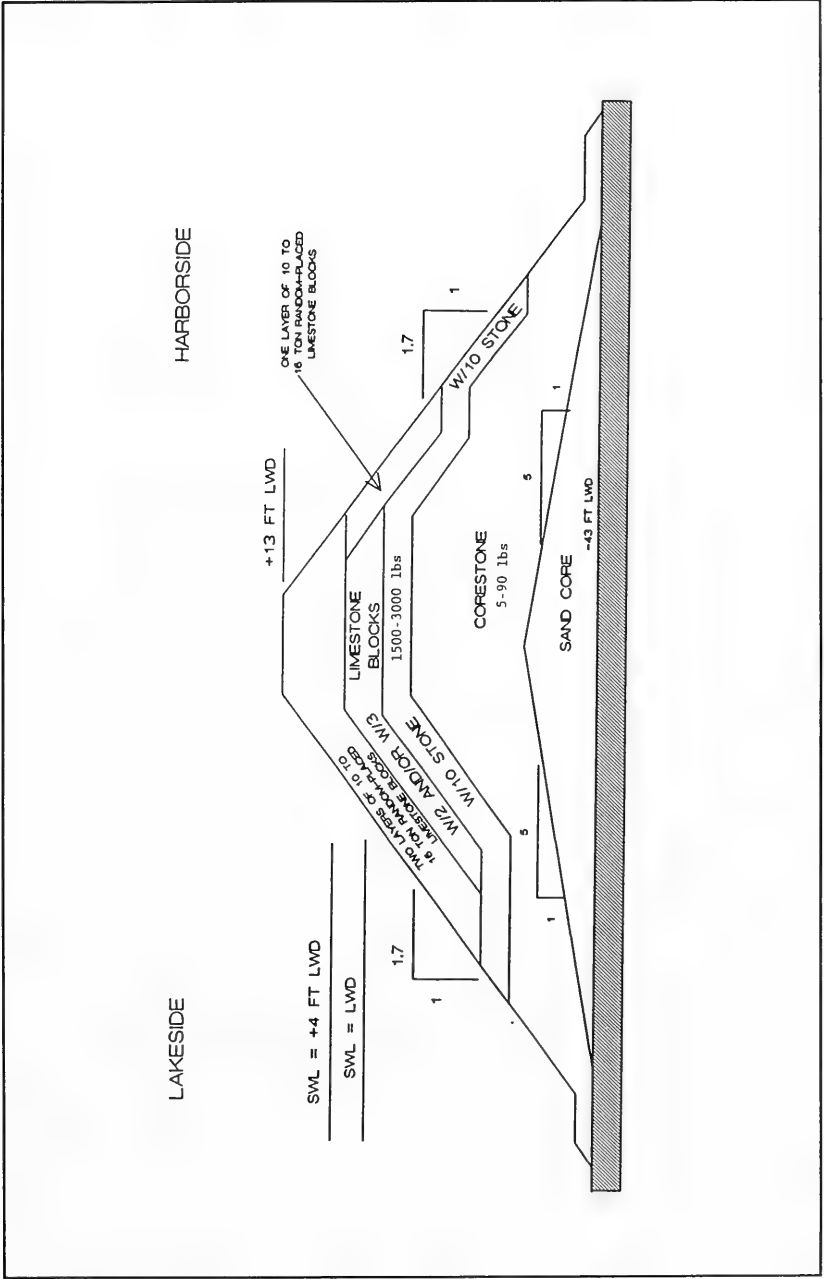 LAKESIDE
HARBORSIDE
ONE LAYER OF 10 TO
16 TON RANDOM-PLACED
LIMESTONE BLOCKS
+13 FT LWD
SWL = +4 FT LWD
SWL = LWD
1.7
1
1.7
1
TWO LAYERS OF 10 TO
16 TON RANDOM-PLACED
LIMESTONE BLOCKS
W/2 AND/OR W/3
W/10 STONE
LIMESTONE
BLOCKS
1500-3000 lbs
W/10 STONE
CORESTONE
5-90 lbs
5
1
5
1
SAND CORE
-43 FT LWD